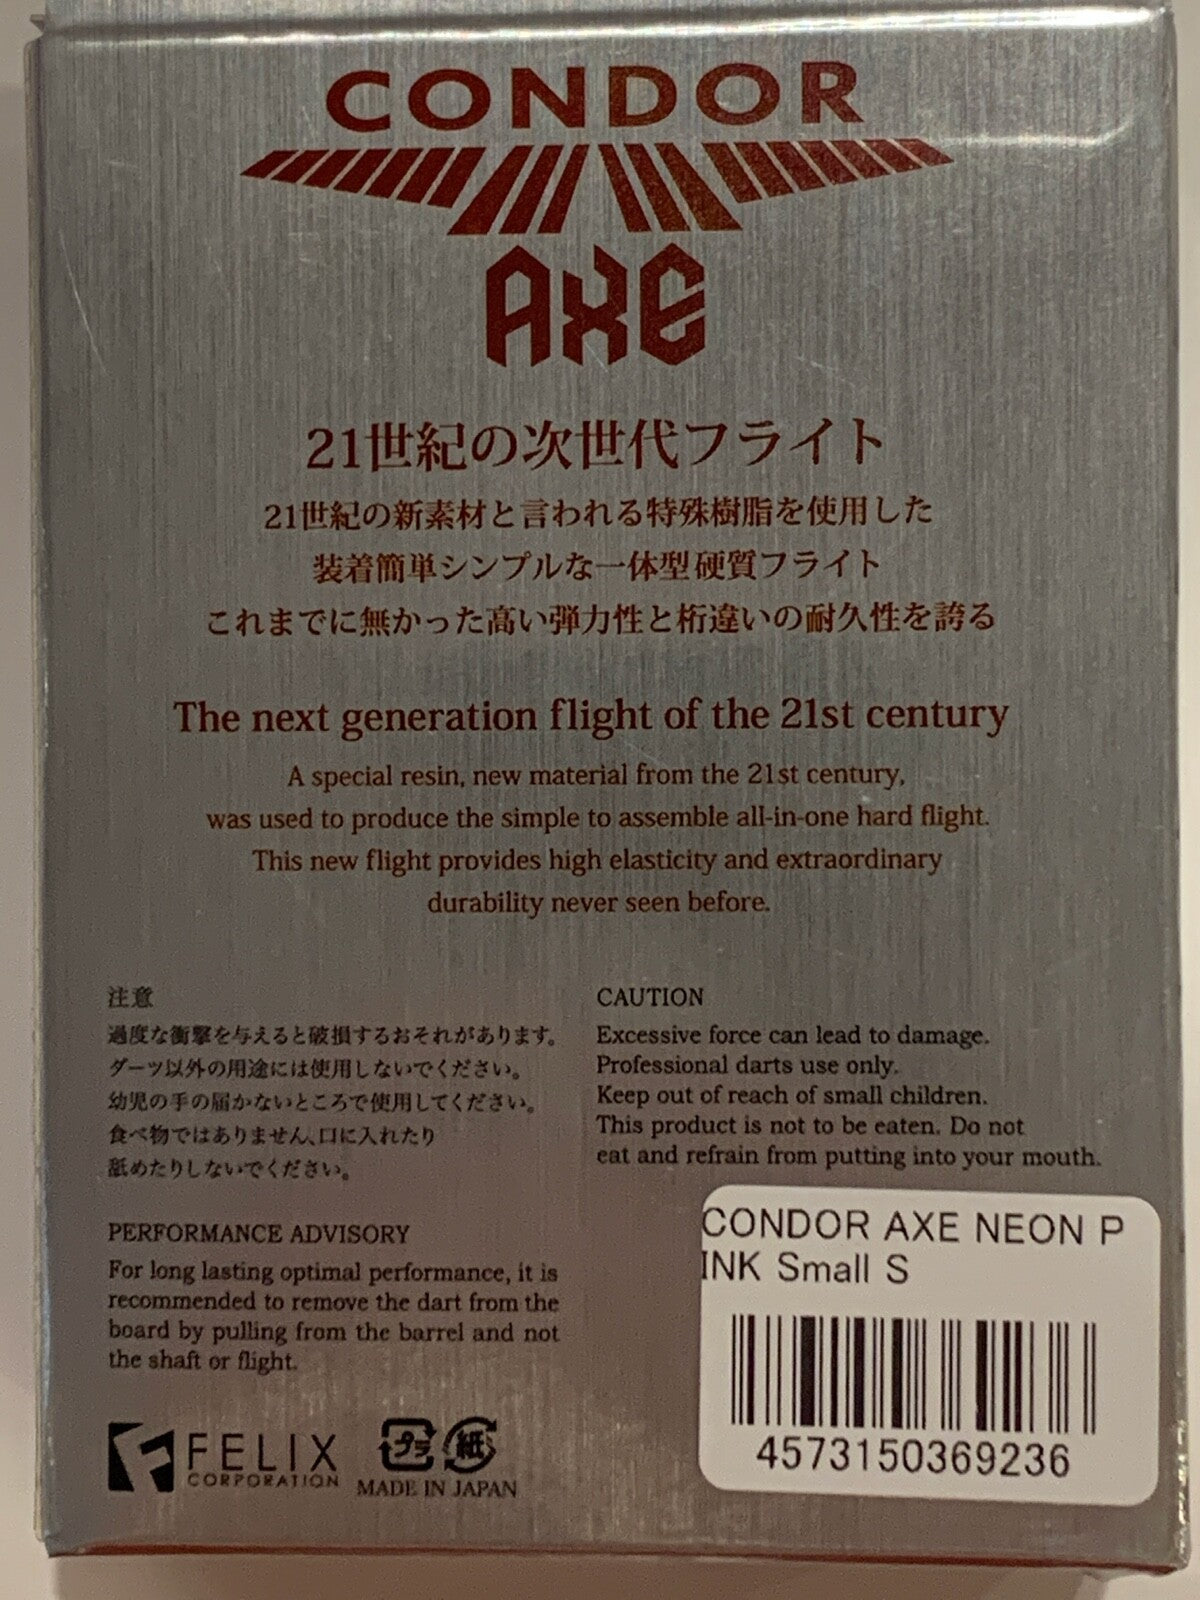 CONDOR
AXE
21世紀の次世代フライト
21世紀の新素材と言われる特殊樹脂を使用した
装着簡単シンプルな一体型硬質フライト
これまでに無かった高い弾力性と桁違いの耐久性を誇る
The next generation flight of the 21st century
A special resin, new material from the 21st century,
was used to produce the simple to assemble all-in-one hard flight.
This new flight provides high elasticity and extraordinary
durability never seen before.
注意
過度な衝撃を与えると破損するおそれがあります。
ダーツ以外の用途には使用しないでください。
幼児の手の届かないところで使用してください。
食べ物ではありません、口に入れたり
舐めたりしないでください。
CAUTION
Excessive force can lead to damage.
Professional darts use only.
Keep out of reach of small children.
This product is not to be eaten. Do not
eat and refrain from putting into your mouth.
PERFORMANCE ADVISORY
For long lasting optimal performance, it is
recommended to remove the dart from the
board by pulling from the barrel and not
the shaft or flight.
CONDOR AXE NEON P
INK Small S
4573150369236
FELIX
CORPORATION
プラ 紙
MADE IN JAPAN